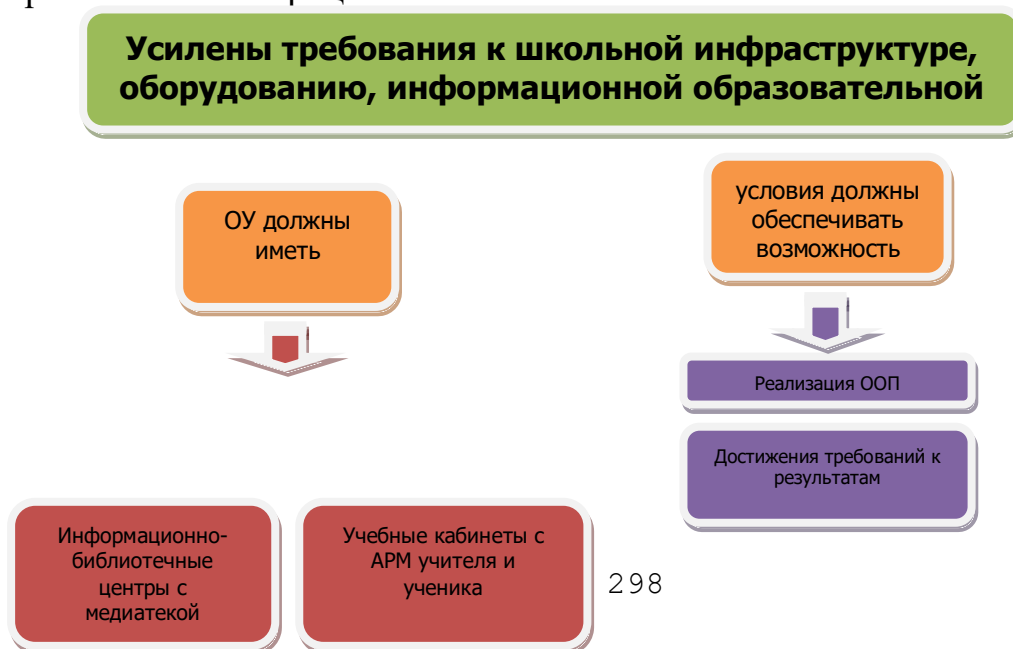 Усилены требования к школьной инфраструктуре,
оборудованию, информационной образовательной
ОУ должны
иметь
условия должны
обеспечивать
возможность
Реализация ООП
Достижения требований к
результатам
Информационно-
библиотечные
центры с
медиатекой
Учебные кабинеты с
АРМ учителя и
ученика
298